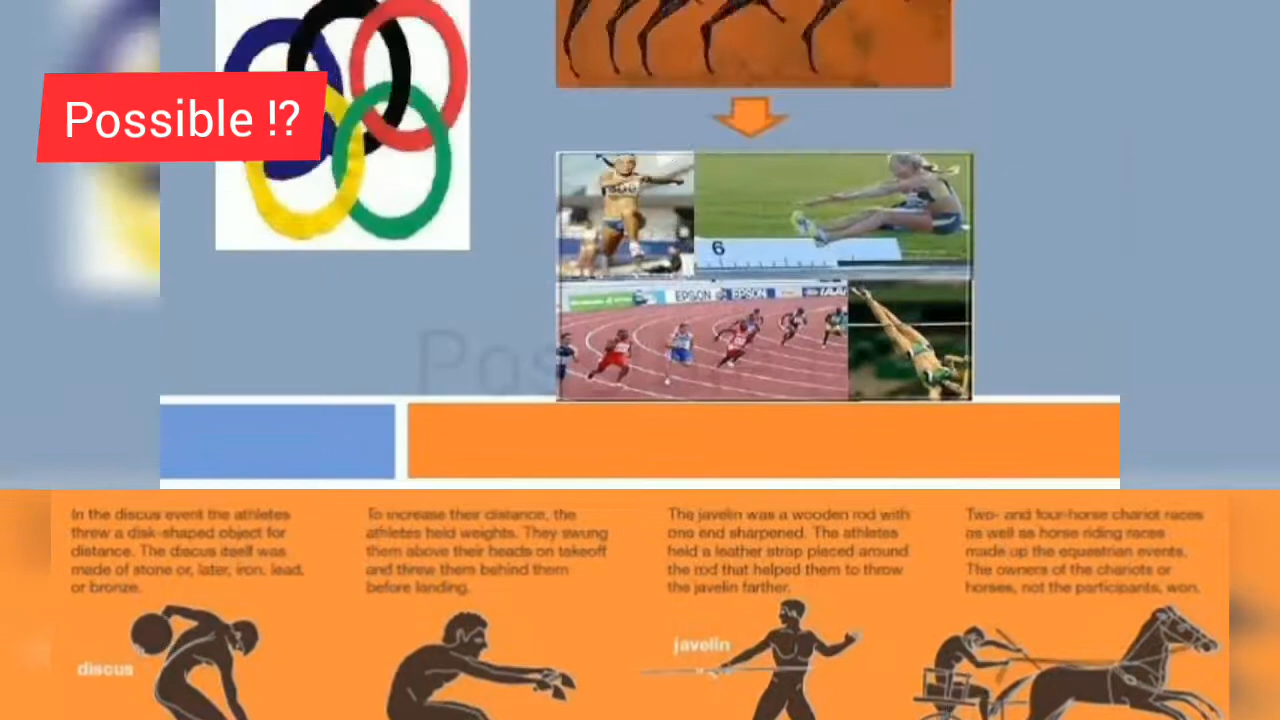 Possible !?
6
EPSON EPSON
In the discus event the athletes
threw a disk-shaped object for
distance. The discus itself was
made of stone or, later, iron, lead,
or bronze.
To increase their distance, the
athletes held weights. They swung
them above their heads on takeoff
and threw them behind them
before landing.
The javelin was a wooden rod with
one end sharpened. The athletes
held a leather strap placed around
the rod that helped them to throw
the javelin farther.
Two- and four-horse chariot races
as well as horse riding races
made up the equestrian events.
The owners of the chariots or
horses, not the participants, won.
discus
javelin